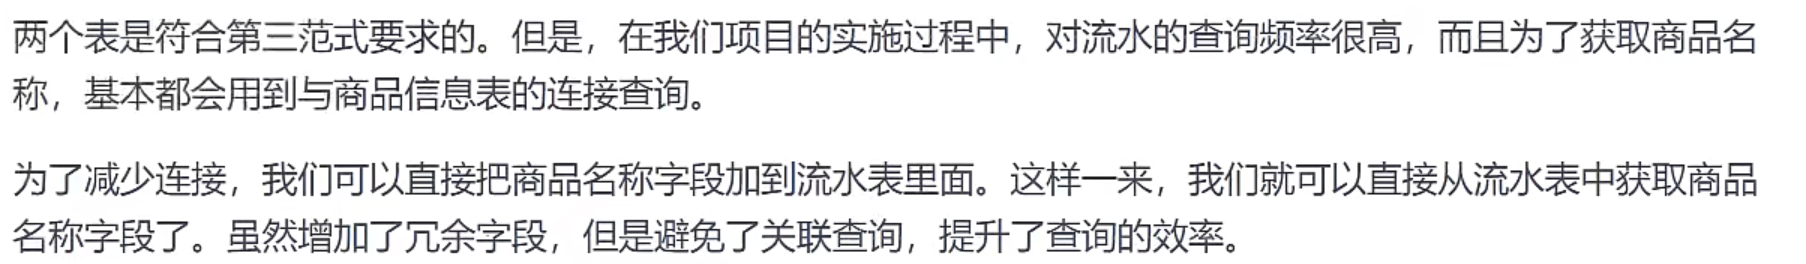 两个表是符合第三范式要求的。但是，在我们项目的实施过程中，对流水的查询频率很高，而且为了获取商品名
称，基本都会用到与商品信息表的连接查询。
为了减少连接，我们可以直接把商品名称字段加到流水表里面。这样一来，我们就可以直接从流水表中获取商品
名称字段了。虽然增加了冗余字段，但是避免了关联查询，提升了查询的效率。